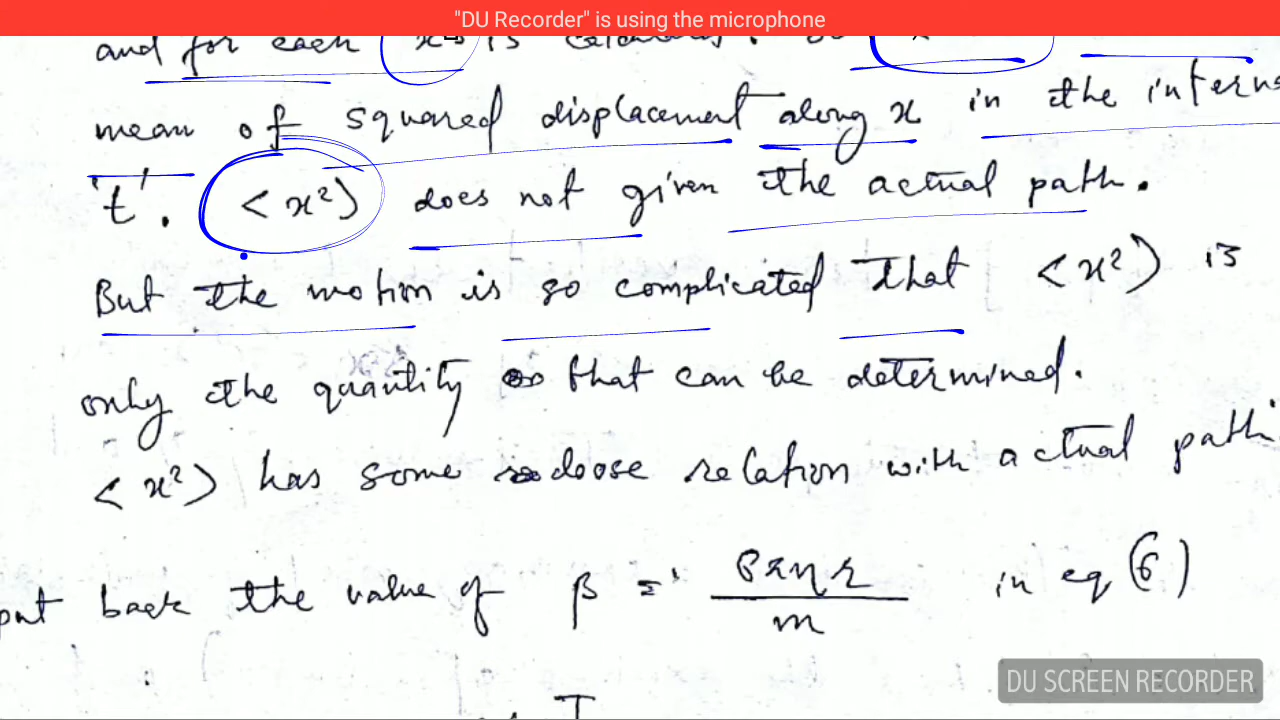 "DU Recorder" is using the microphone
and for each
mean of squared displacement along x in the interva
't'. <x²> does not given the actual path.
But the motion is so complicated that <x²> is
only the quantity that can be determined.
<x²> has some loose relation with actual path
put back the value of β = 6πηr / m in eq (6)
DU SCREEN RECORDER